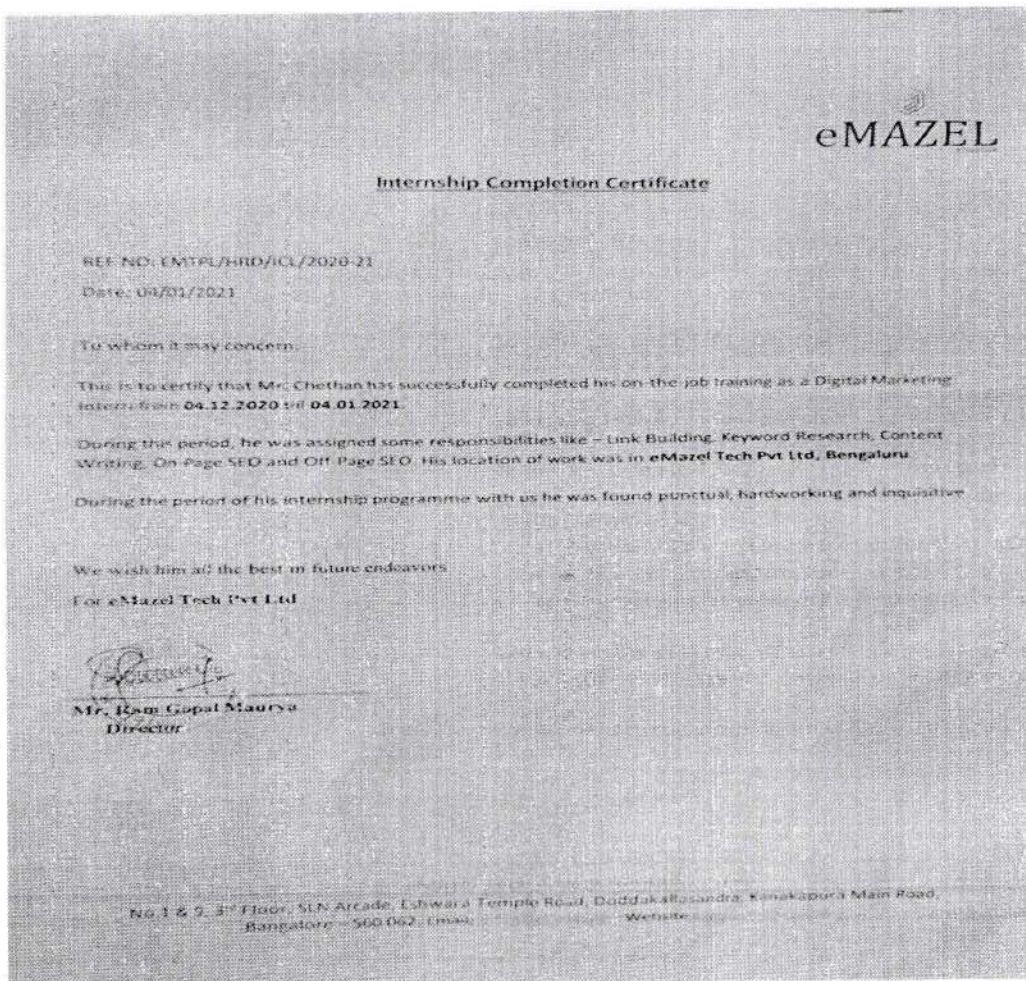 eMAZEL
Internship Completion Certificate
REF NO: EMTPL/HRD/ICL/2020-21
Date: 04/01/2021
To whom it may concern:
This is to certify that Mr. Chethan has successfully completed his on-the-job training as a Digital Marketing
Intern from 04.12.2020 till 04.01.2021.
During this period, he was assigned some responsibilities like – Link Building, Keyword Research, Content
Writing, On-Page SEO and Off-Page SEO. His location of work was in eMazel Tech Pvt Ltd, Bengaluru
During the period of his internship programme with us he was found punctual, hardworking and inquisitive
We wish him all the best in future endeavors
For eMazel Tech Pvt Ltd
Mr. Ram Gopal Maurya
Director
No.1 & 9, 3rd Floor, SLN Arcade, Eshwara Temple Road, Doddakallasandra, Kanakapura Main Road,
Bangalore – 560 062. Email: Website: